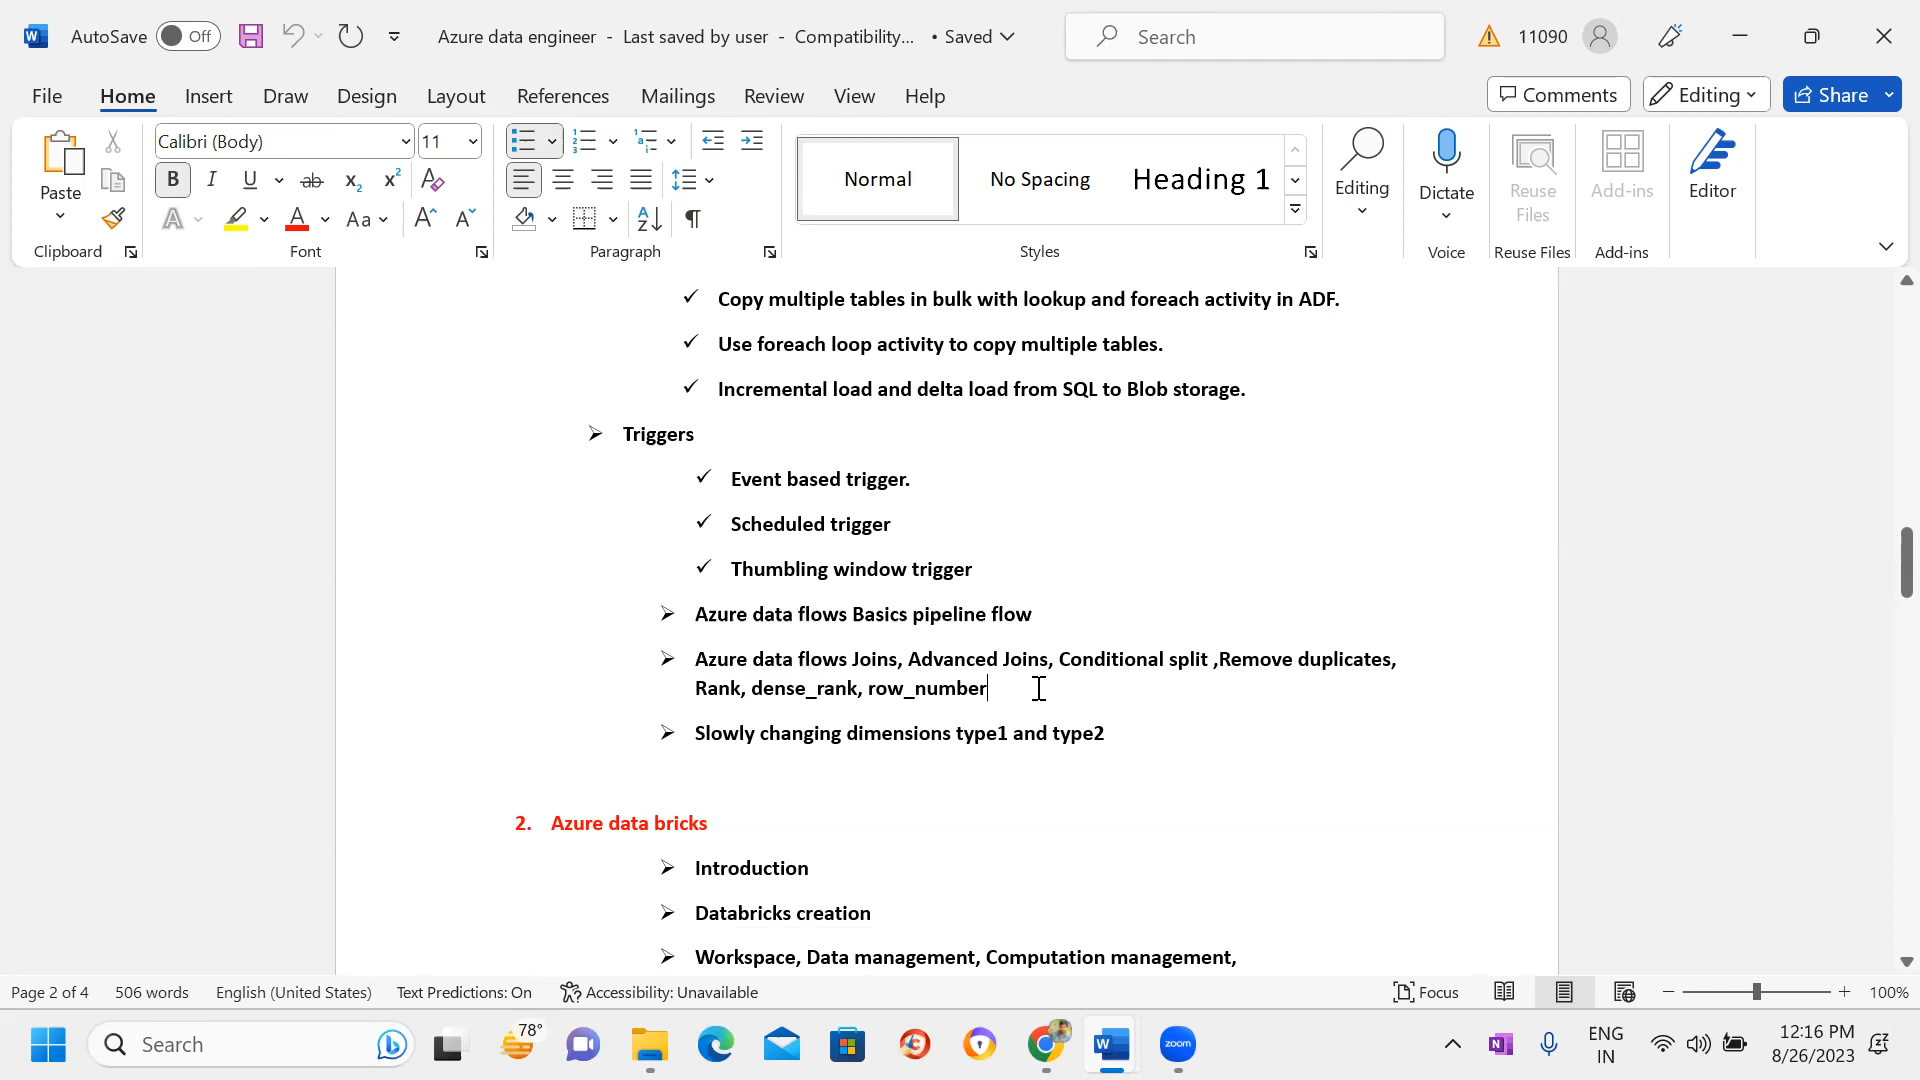 AutoSave Off Azure data engineer - Last saved by user - Compatibility... • Saved Search 11090
File Home Insert Draw Design Layout References Mailings Review View Help Comments Editing Share
Paste Calibri (Body) 11 Normal No Spacing Heading 1 Editing Dictate Reuse Files Add-ins Editor
Clipboard Font Paragraph Styles Voice Reuse Files Add-ins
✓ Copy multiple tables in bulk with lookup and foreach activity in ADF.
✓ Use foreach loop activity to copy multiple tables.
✓ Incremental load and delta load from SQL to Blob storage.
➢ Triggers
✓ Event based trigger.
✓ Scheduled trigger
✓ Thumbling window trigger
➢ Azure data flows Basics pipeline flow
➢ Azure data flows Joins, Advanced Joins, Conditional split ,Remove duplicates,
Rank, dense_rank, row_number
➢ Slowly changing dimensions type1 and type2
2. Azure data bricks
➢ Introduction
➢ Databricks creation
➢ Workspace, Data management, Computation management,
Page 2 of 4 506 words English (United States) Text Predictions: On Accessibility: Unavailable Focus 100%
Search 78° zoom ENG 12:16 PM
IN 8/26/2023